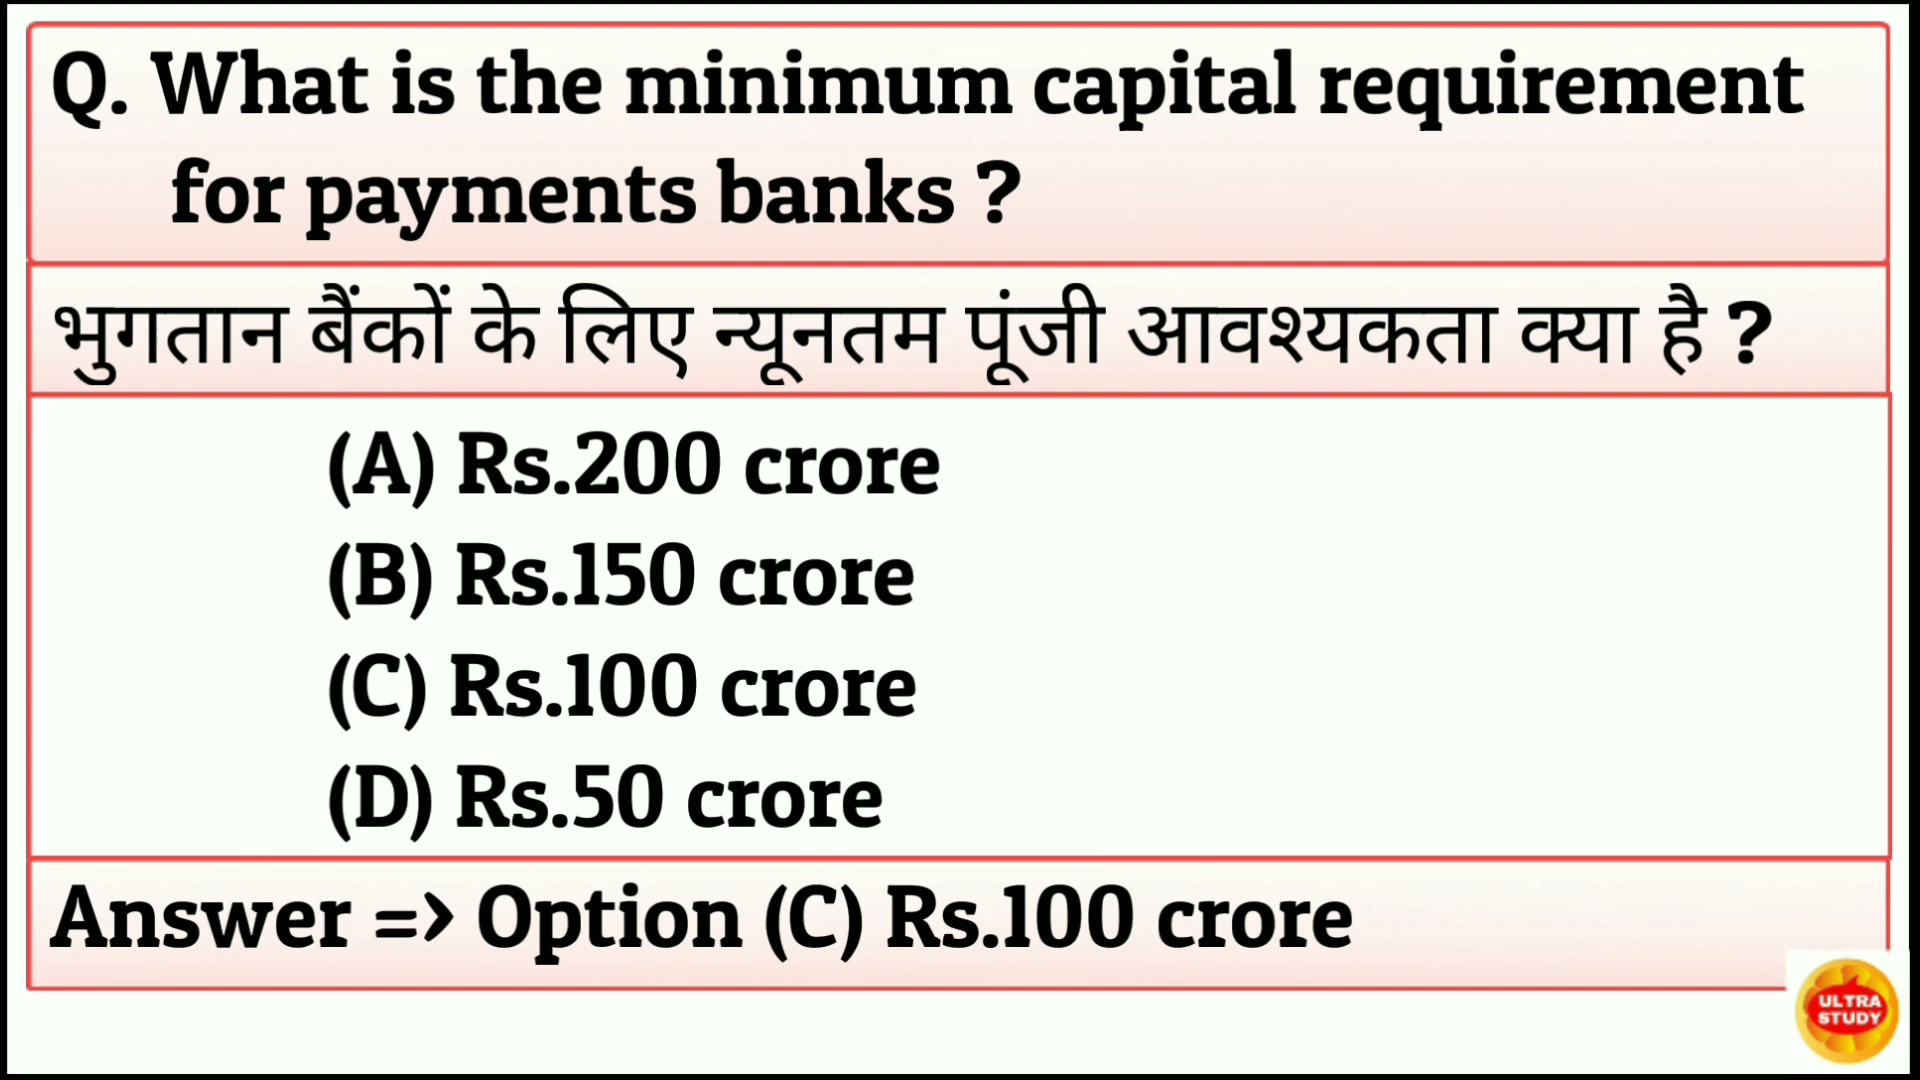 Q. What is the minimum capital requirement
for payments banks ?
भुगतान बैंकों के लिए न्यूनतम पूंजी आवश्यकता क्या है ?
(A) Rs.200 crore
(B) Rs.150 crore
(C) Rs.100 crore
(D) Rs.50 crore
Answer => Option (C) Rs.100 crore
ULTRA
STUDY